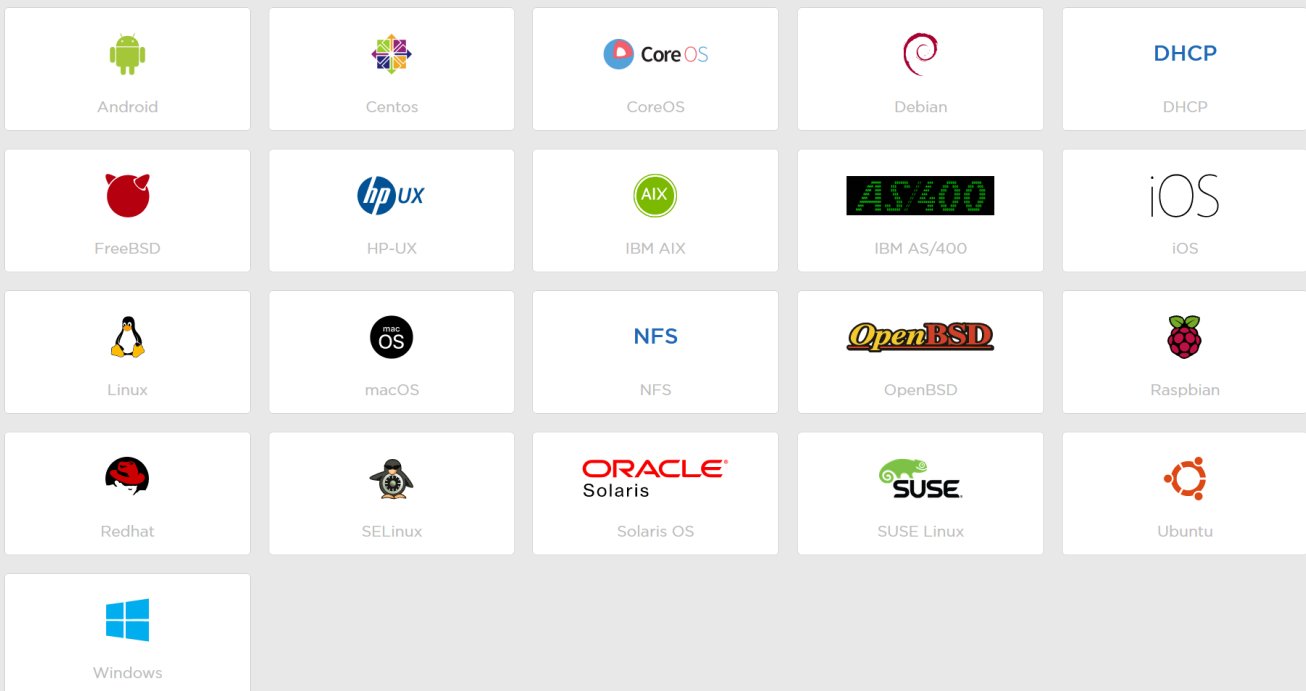 Core OS
DHCP
Android
Centos
CoreOS
Debian
DHCP
hp UX
AIX
AS/400
iOS
FreeBSD
HP-UX
IBM AIX
IBM AS/400
iOS
mac
OS
NFS
OpenBSD
Linux
macOS
NFS
OpenBSD
Raspbian
ORACLE
Solaris
SUSE
Redhat
SELinux
Solaris OS
SUSE Linux
Ubuntu
Windows